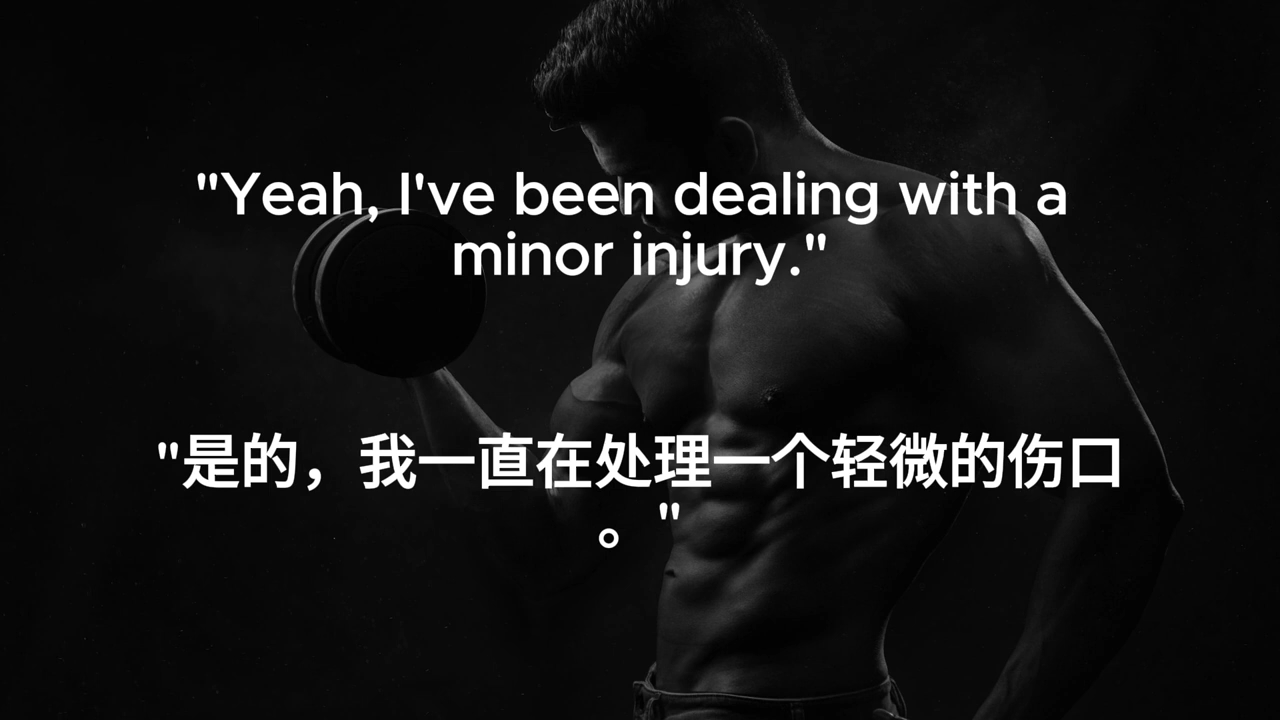 "Yeah, I've been dealing with a
minor injury."
"是的，我一直在处理一个轻微的伤口
。"